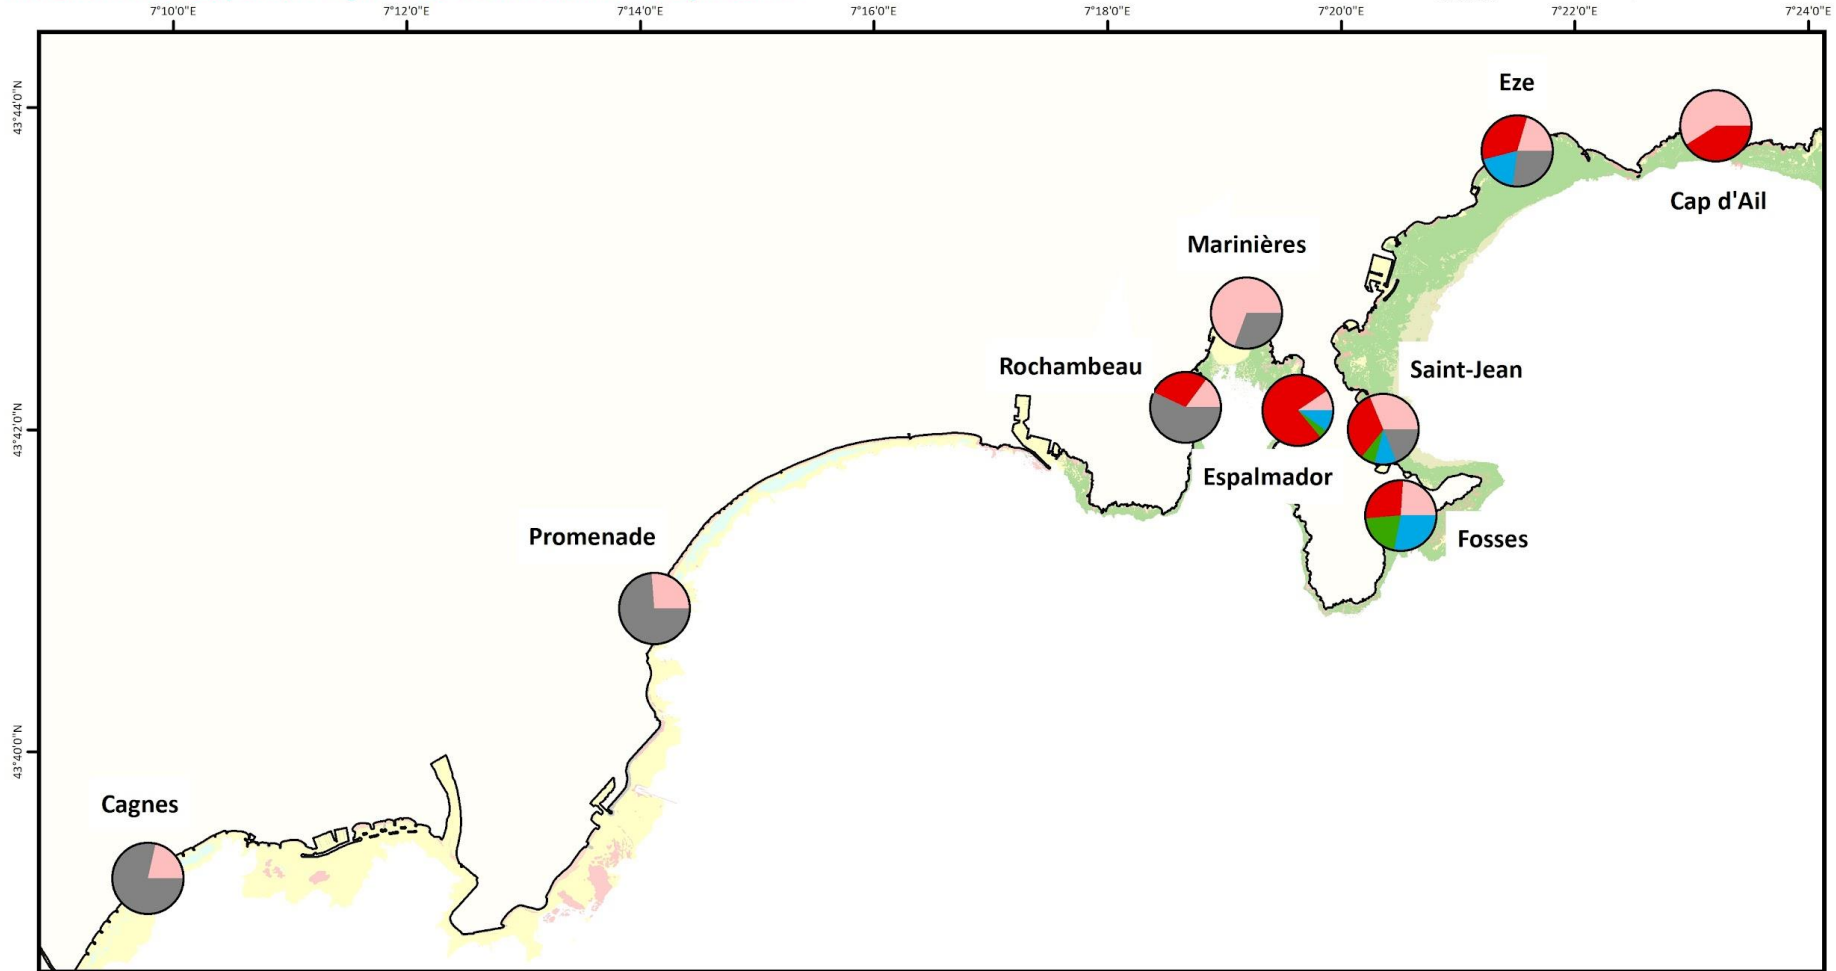 7°10'0"E 7°12'0"E 7°14'0"E 7°16'0"E 7°18'0"E 7°20'0"E 7°22'0"E 7°24'0"E
43°44'0"N
43°42'0"N
43°40'0"N
Eze
Cap d'Ail
Marinières
Rochambeau
Saint-Jean
Espalmador
Promenade
Fosses
Cagnes